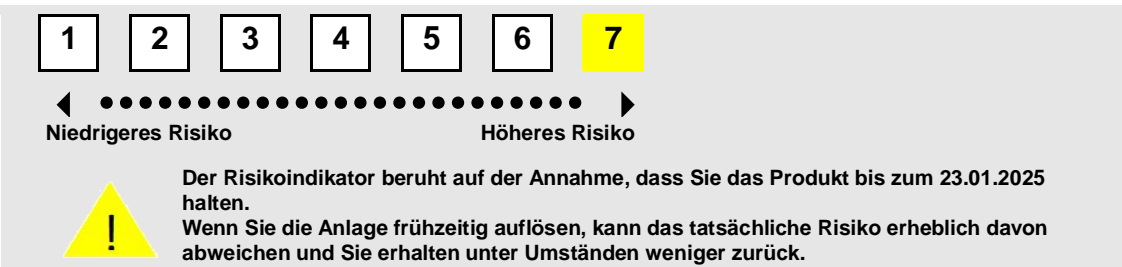 1 2 3 4 5 6 7
Niedrigeres Risiko Höheres Risiko
Der Risikoindikator beruht auf der Annahme, dass Sie das Produkt bis zum 23.01.2025
halten.
Wenn Sie die Anlage frühzeitig auflösen, kann das tatsächliche Risiko erheblich davon
abweichen und Sie erhalten unter Umständen weniger zurück.
!